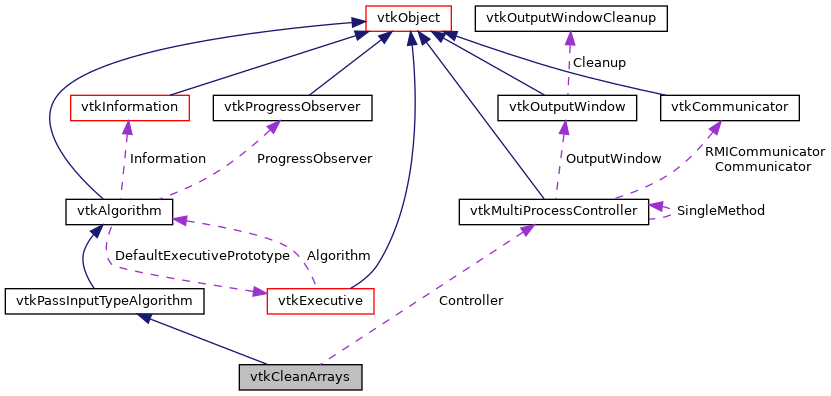 vtkObject
vtkOutputWindowCleanup
Cleanup
vtkInformation
vtkProgressObserver
vtkOutputWindow
vtkCommunicator
Information
ProgressObserver
OutputWindow
RMICommunicator
Communicator
vtkAlgorithm
vtkMultiProcessController
SingleMethod
DefaultExecutivePrototype
Algorithm
vtkPassInputTypeAlgorithm
vtkExecutive
Controller
vtkCleanArrays